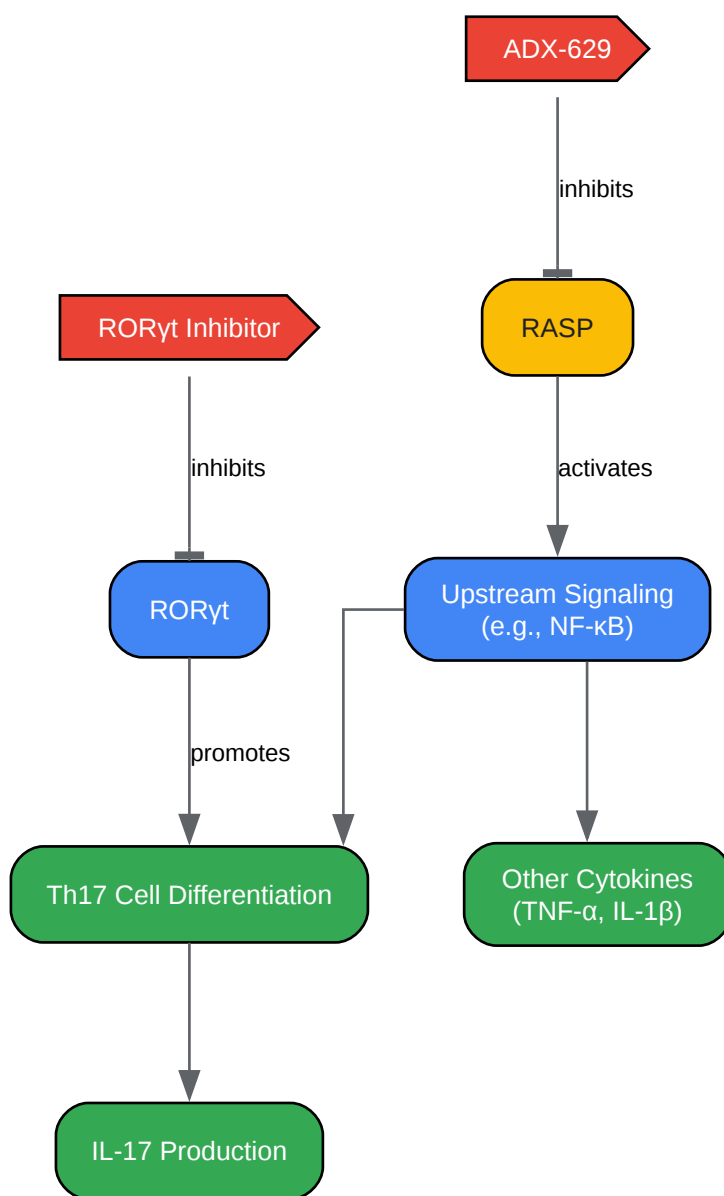 ADX-629
inhibits
RORγt Inhibitor
RASP
inhibits
activates
RORγt
Upstream Signaling
(e.g., NF-κB)
promotes
Th17 Cell Differentiation
Other Cytokines
(TNF-α, IL-1β)
IL-17 Production